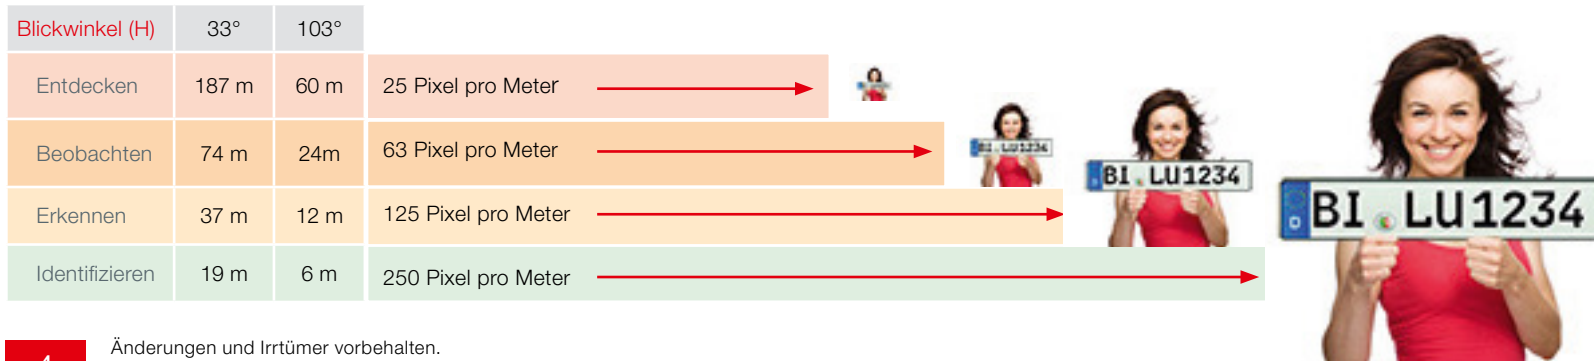 Blickwinkel (H) 33° 103°
Entdecken 187 m 60 m 25 Pixel pro Meter
Beobachten 74 m 24m 63 Pixel pro Meter
BI LU1234
Erkennen 37 m 12 m 125 Pixel pro Meter
BI LU1234
Identifizieren 19 m 6 m 250 Pixel pro Meter
D BI LU1234
Änderungen und Irrtümer vorbehalten.